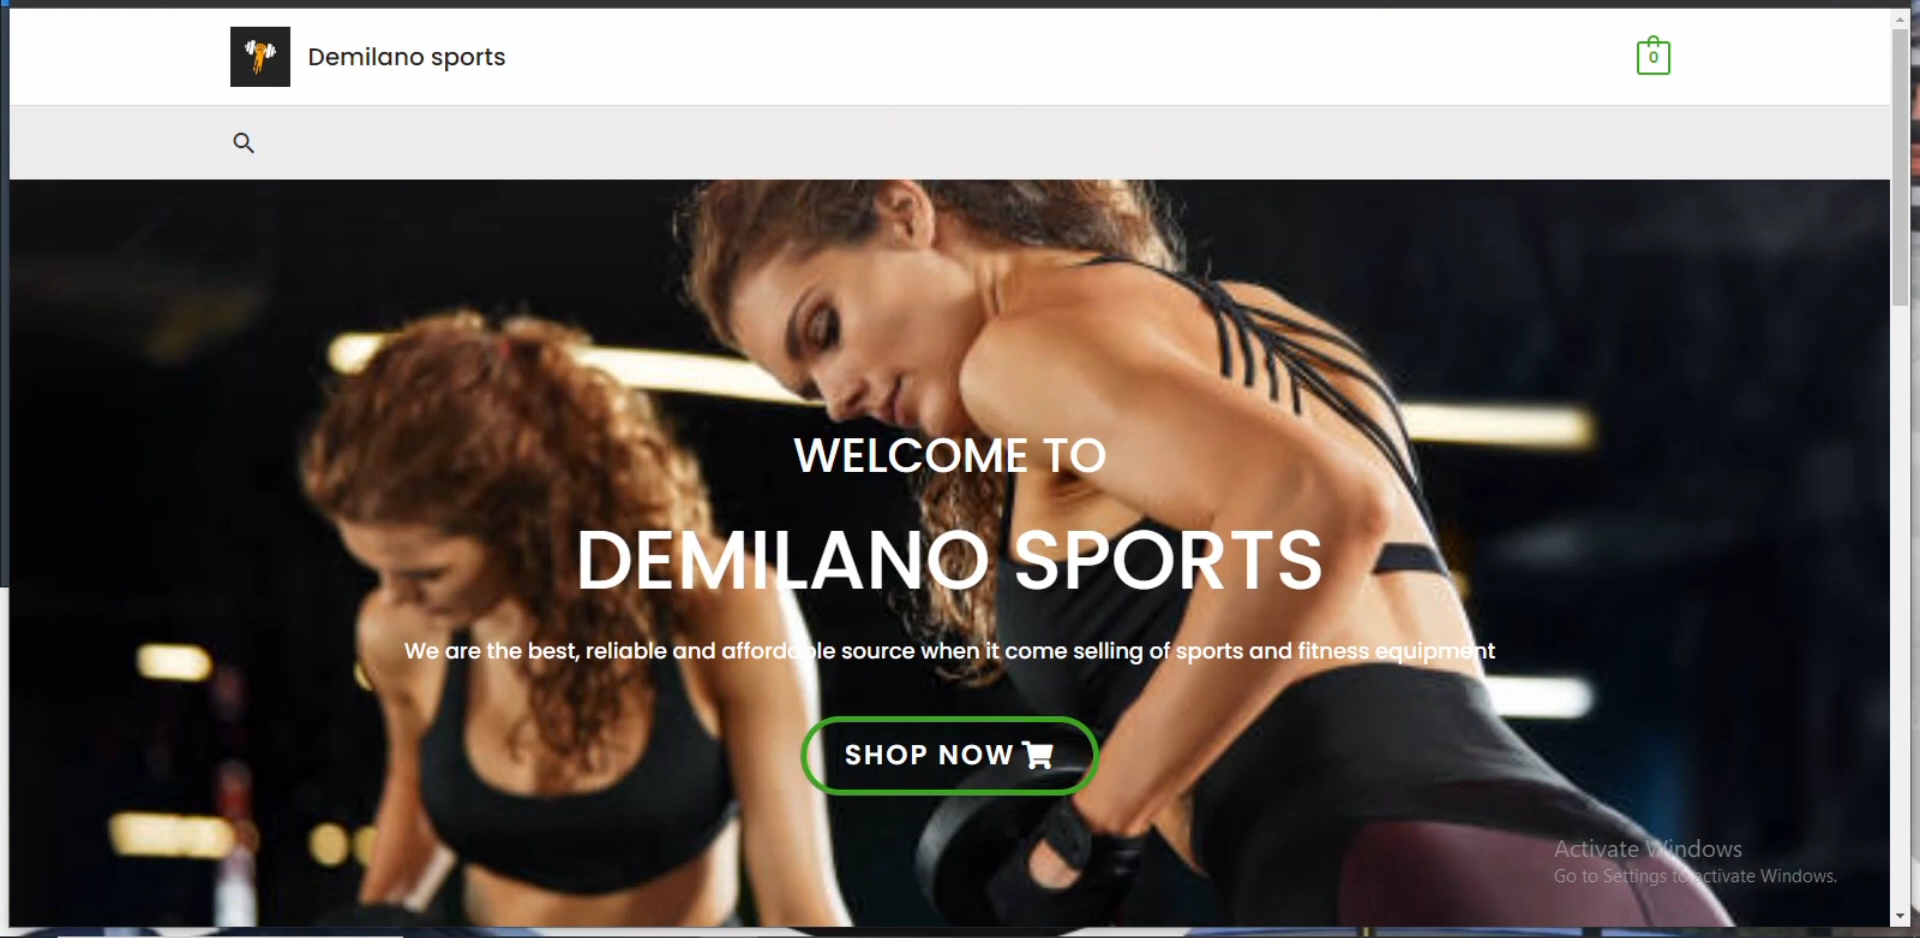 Demilano sports
0
WELCOME TO
DEMILANO SPORTS
We are the best, reliable and affordable source when it come selling of sports and fitness equipment
SHOP NOW
Activate Windows
Go to Settings to activate Windows.